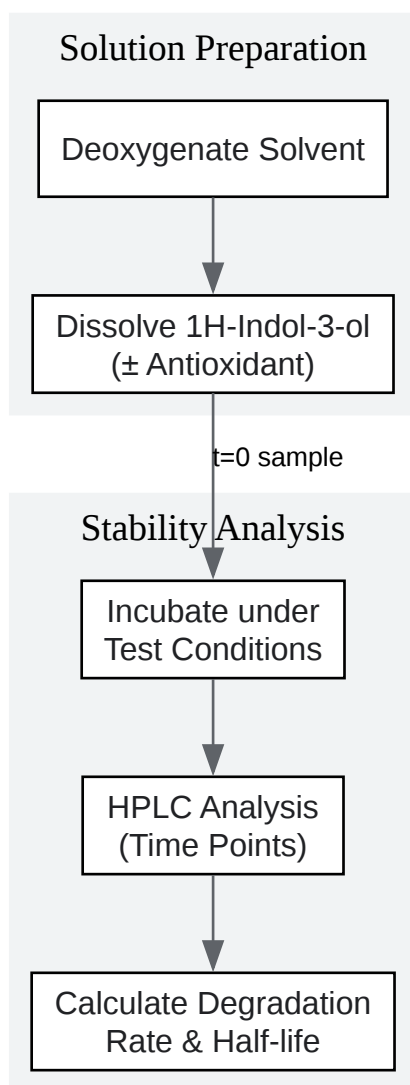 Solution Preparation
Deoxygenate Solvent
Dissolve 1H-Indol-3-ol
(± Antioxidant)
t=0 sample
Stability Analysis
Incubate under
Test Conditions
HPLC Analysis
(Time Points)
Calculate Degradation
Rate & Half-life